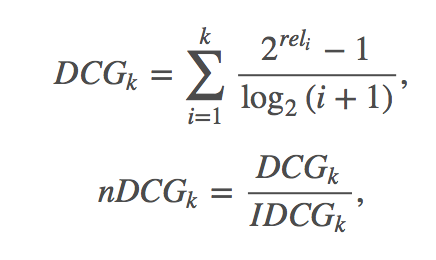 DCG_k = \sum_{i=1}^{k} \frac{2^{rel_i} - 1}{\log_2 (i + 1)},
nDCG_k = \frac{DCG_k}{IDCG_k},